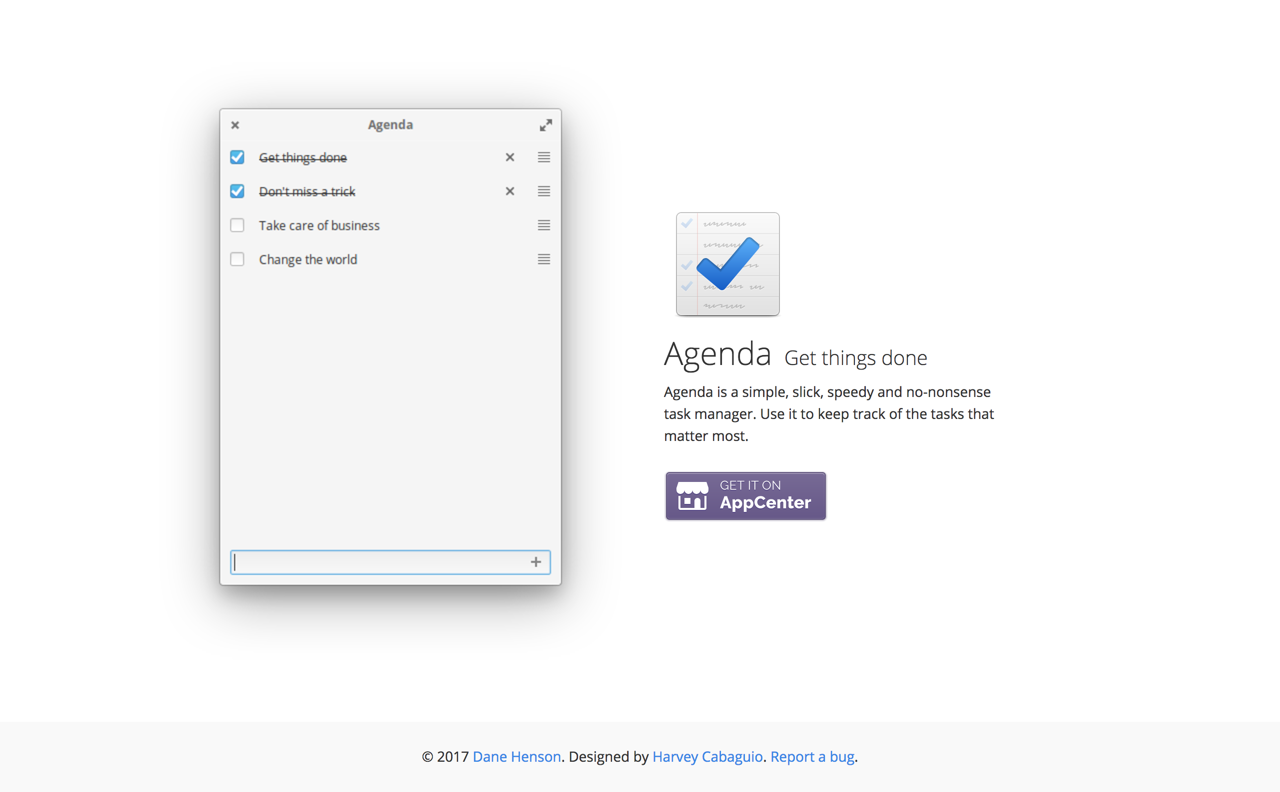 Agenda
Get things done
Don't miss a trick
Take care of business
Change the world
Agenda Get things done
Agenda is a simple, slick, speedy and no-nonsense
task manager. Use it to keep track of the tasks that
matter most.
GET IT ON
AppCenter
© 2017 Dane Henson. Designed by Harvey Cabaguio. Report a bug.